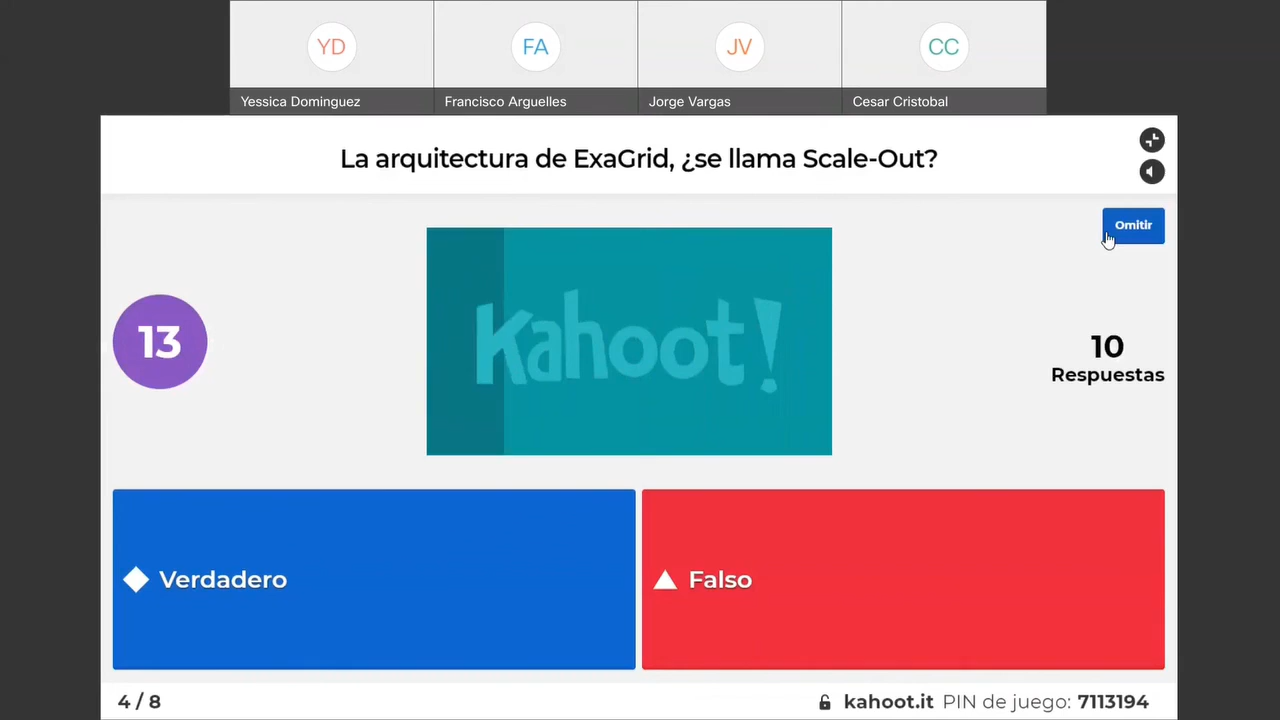 YD
FA
JV
CC
Yessica Dominguez
Francisco Arguelles
Jorge Vargas
Cesar Cristobal
La arquitectura de ExaGrid, ¿se llama Scale-Out?
Omitir
13
Kahoot!
10
Respuestas
Verdadero
Falso
4 / 8
kahoot.it PIN de juego: 7113194